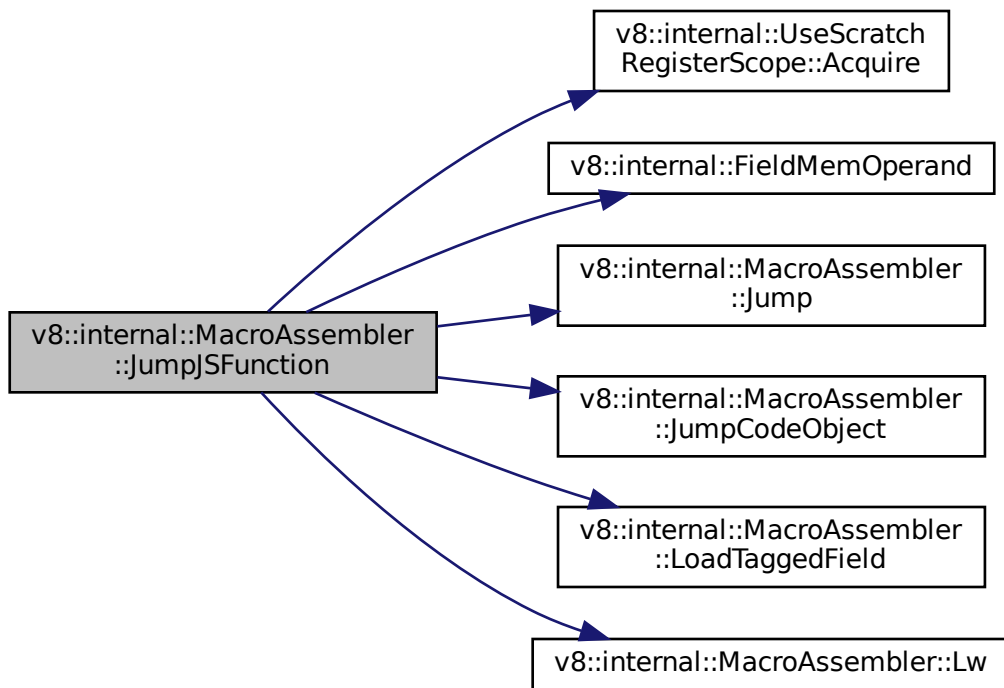 v8::internal::UseScratch
RegisterScope::Acquire
v8::internal::FieldMemOperand
v8::internal::MacroAssembler
::Jump
v8::internal::MacroAssembler
::JumpJSFunction
v8::internal::MacroAssembler
::JumpCodeObject
v8::internal::MacroAssembler
::LoadTaggedField
v8::internal::MacroAssembler::Lw